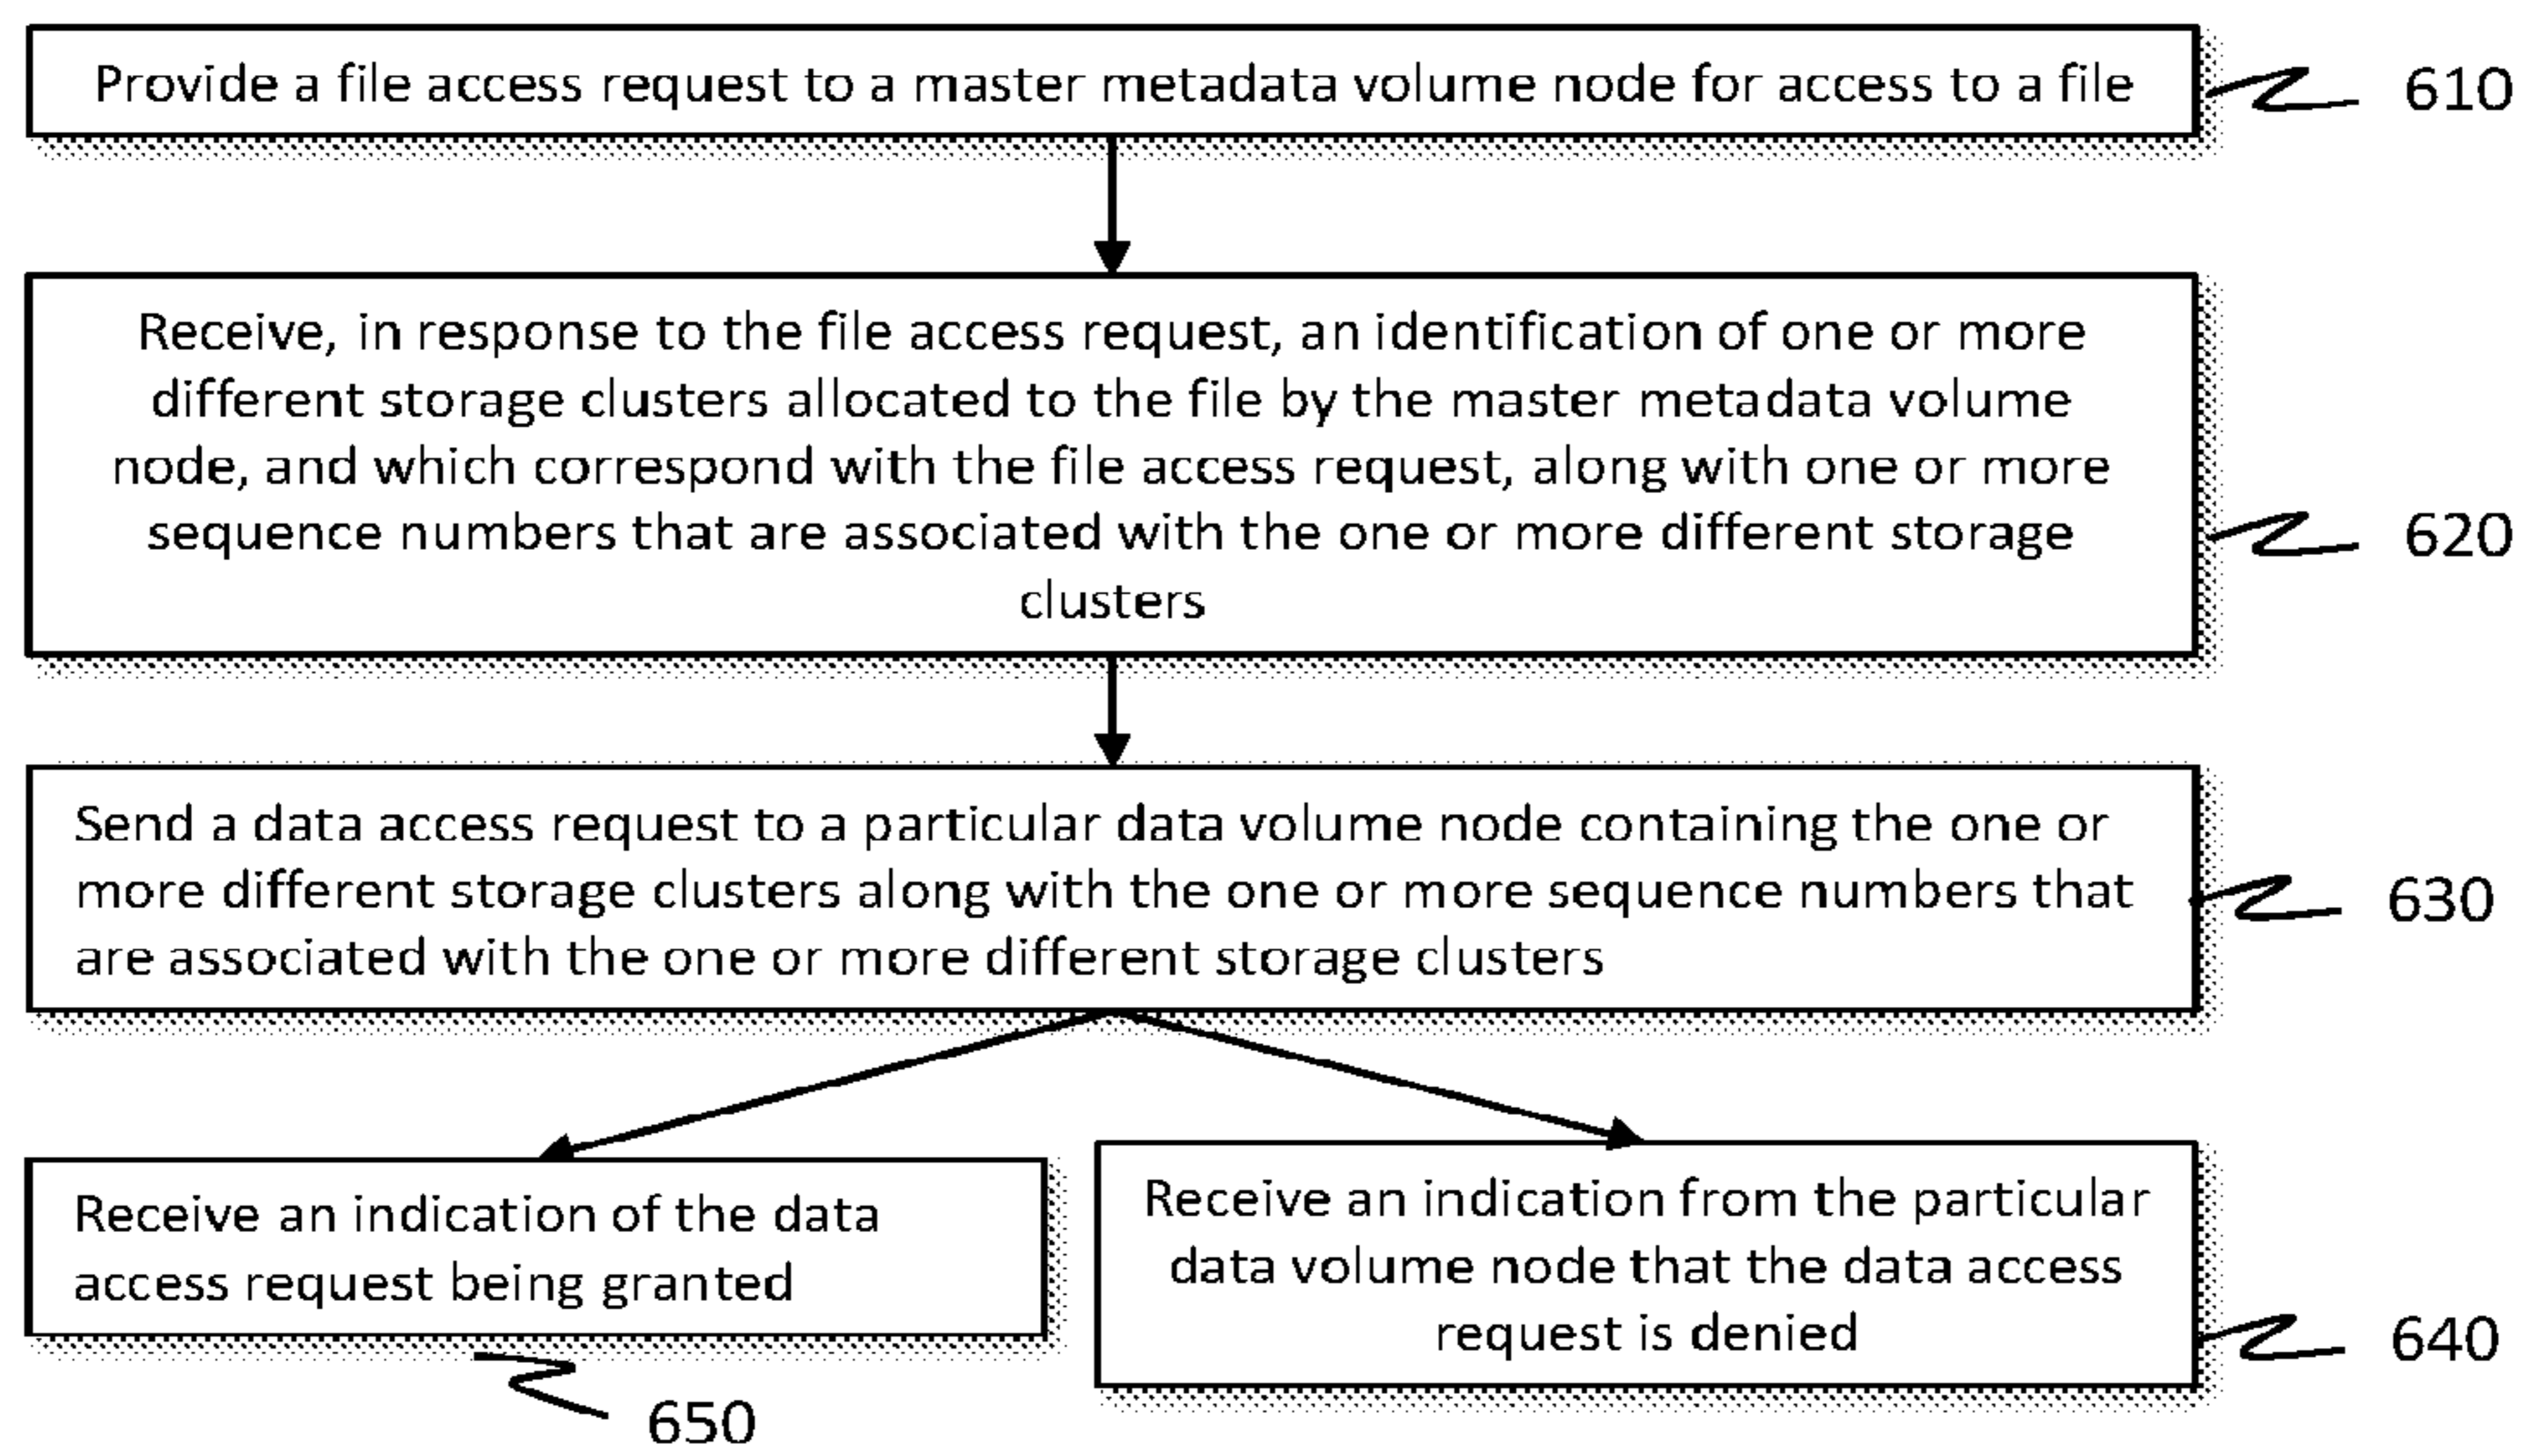 Provide a file access request to a master metadata volume node for access to a file
610
Receive, in response to the file access request, an identification of one or more
different storage clusters allocated to the file by the master metadata volume
node, and which correspond with the file access request, along with one or more
sequence numbers that are associated with the one or more different storage
clusters
620
Send a data access request to a particular data volume node containing the one or
more different storage clusters along with the one or more sequence numbers that
are associated with the one or more different storage clusters
630
Receive an indication of the data
access request being granted
650
Receive an indication from the particular
data volume node that the data access
request is denied
640